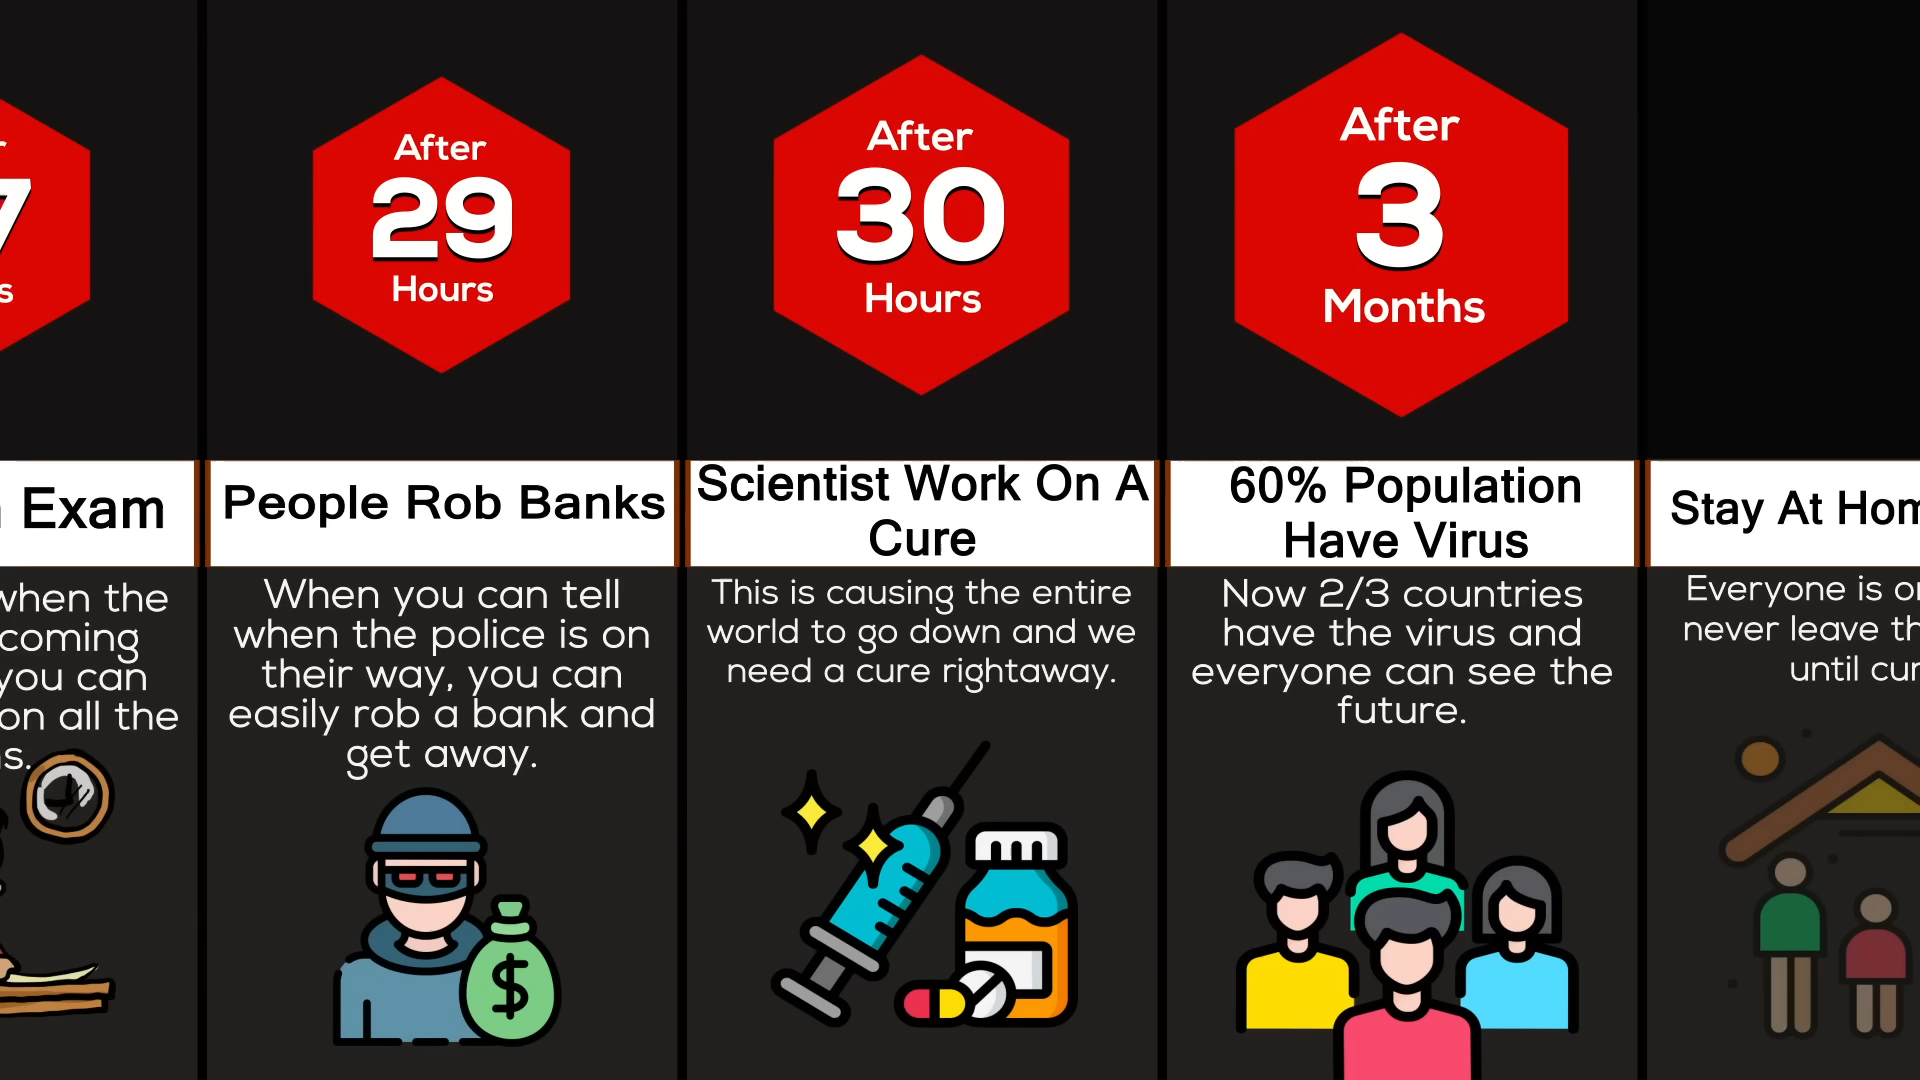 Exam
when the
coming
you can
on all the
After
29
Hours
People Rob Banks
When you can tell
when the police is on
their way, you can
easily rob a bank and
get away.
After
30
Hours
Scientist Work On A
Cure
This is causing the entire
world to go down and we
need a cure rightaway.
After
3
Months
60% Population
Have Virus
Now 2/3 countries
have the virus and
everyone can see the
future.
Stay At
Everyone is
never leave
until